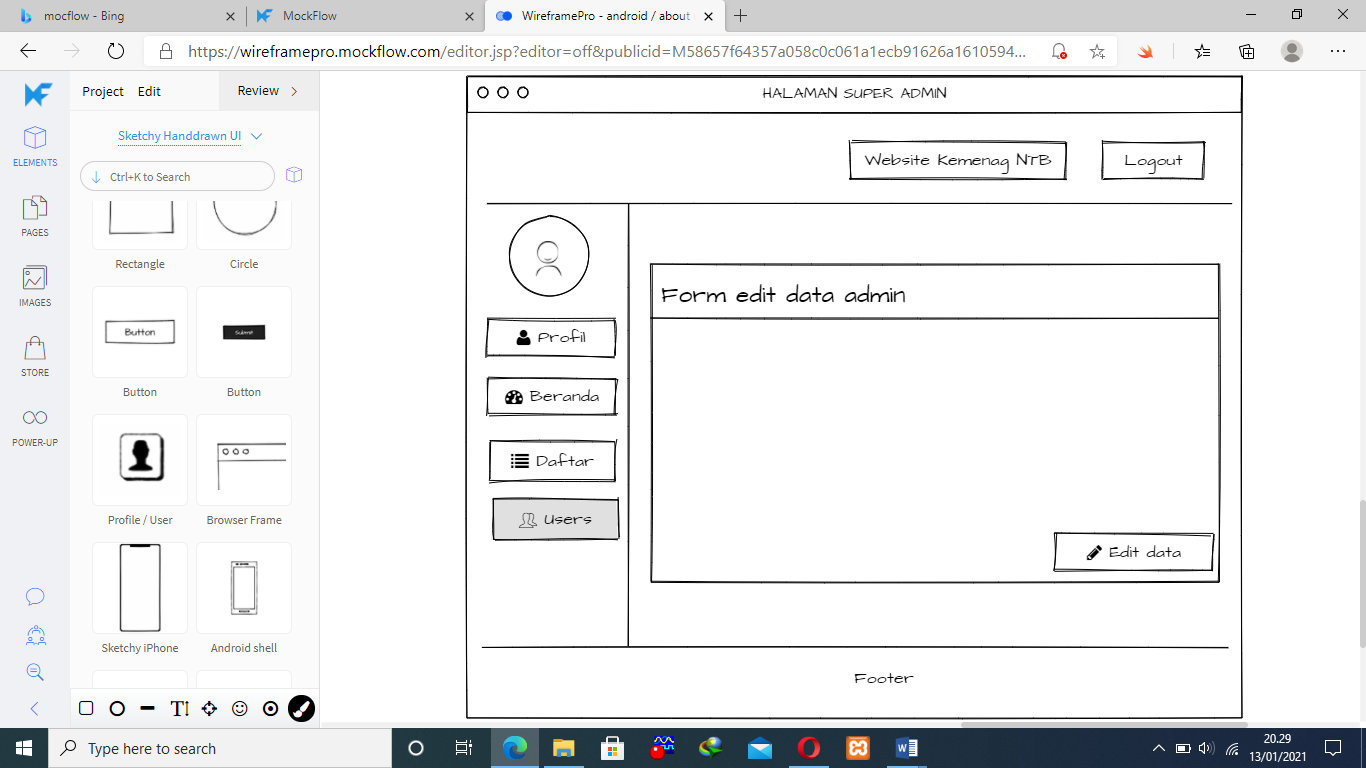 mocflow - Bing
MockFlow
WireframePro - android / about
https://wireframepro.mockflow.com/editor.jsp?editor=off&publicid=M58657f64357a058c0c061a1ecb91626a1610594...
Project Edit Review
Sketchy Handdrawn UI
Ctrl+K to Search
ELEMENTS
PAGES
IMAGES
STORE
POWER-UP
Rectangle Circle
Button Submit
Button Button
Profile / User Browser Frame
Sketchy iPhone Android shell
T
HALAMAN SUPER ADMIN
Website Kemenag NTB Logout
Profil
Beranda
Daftar
Users
Form edit data admin
Edit data
Footer
Type here to search
20.29
13/01/2021